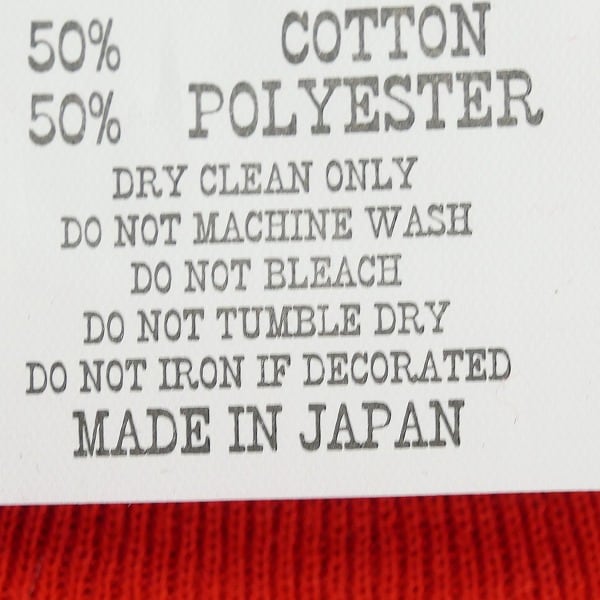 50% COTTON
50% POLYESTER
DRY CLEAN ONLY
DO NOT MACHINE WASH
DO NOT BLEACH
DO NOT TUMBLE DRY
DO NOT IRON IF DECORATED
MADE IN JAPAN